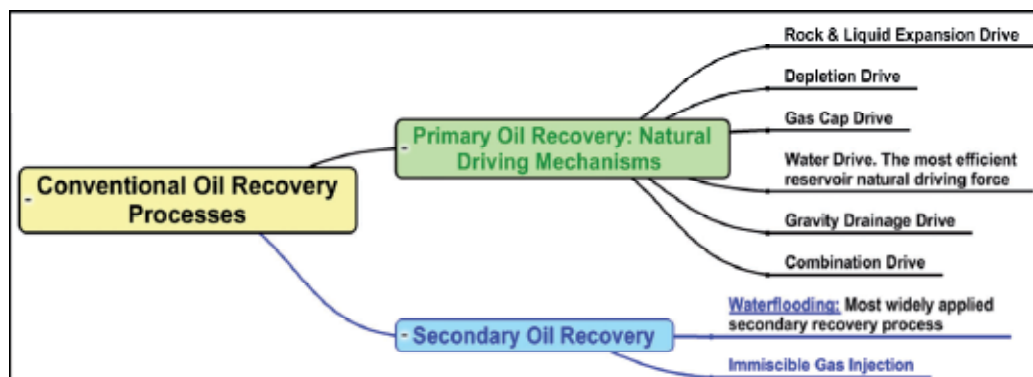 Rock & Liquid Expansion Drive
Depletion Drive
Gas Cap Drive
Primary Oil Recovery: Natural
Driving Mechanisms
Water Drive. The most efficient
reservoir natural driving force
Conventional Oil Recovery
Processes
Gravity Drainage Drive
Combination Drive
Waterflooding: Most widely applied
secondary recovery process
Secondary Oil Recovery
Immiscible Gas Injection